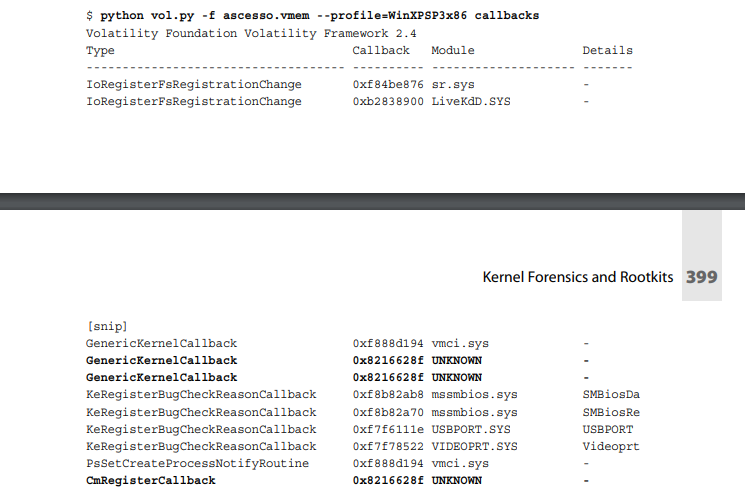 $ python vol.py -f ascesso.vmem --profile=WinXPSP3x86 callbacks
Volatility Foundation Volatility Framework 2.4
Type Callback Module Details
---------------------------------- --------- -------------------- -------
IoRegisterFsRegistrationChange 0xf84be876 sr.sys -
IoRegisterFsRegistrationChange 0xb2838900 LiveKdD.SYS -
Kernel Forensics and Rootkits 399
[snip]
GenericKernelCallback 0xf888d194 vmci.sys -
GenericKernelCallback 0x8216628f UNKNOWN -
GenericKernelCallback 0x8216628f UNKNOWN -
KeRegisterBugCheckReasonCallback 0xf8b82ab8 mssmbios.sys SMBiosDa
KeRegisterBugCheckReasonCallback 0xf8b82a70 mssmbios.sys SMBiosRe
KeRegisterBugCheckReasonCallback 0xf7f6111e USBPORT.SYS USBPORT
KeRegisterBugCheckReasonCallback 0xf7f78522 VIDEOPRT.SYS Videoprt
PsSetCreateProcessNotifyRoutine 0xf888d194 vmci.sys -
CmRegisterCallback 0x8216628f UNKNOWN -